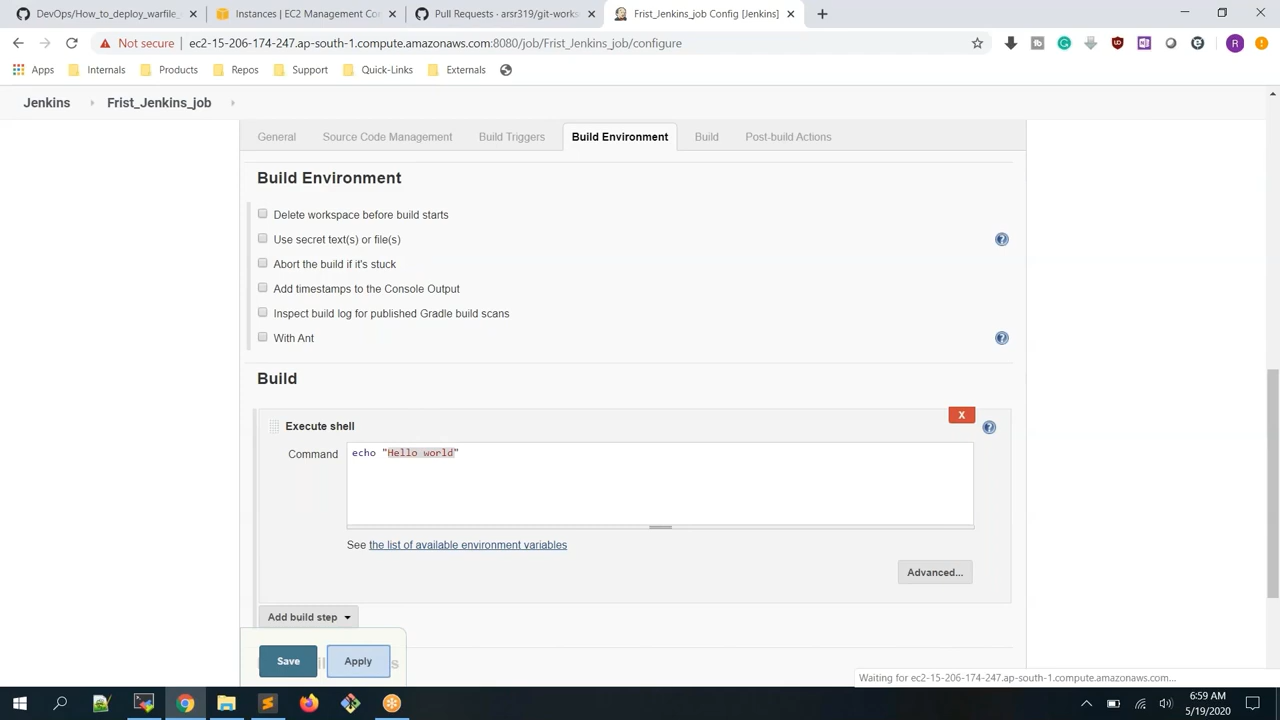 DevOps/How_to_deploy_warfile_
Instances | EC2 Management Co
Pull Requests · arsr319/git-works
Frist_Jenkins_job Config [Jenkins]
Not secure
ec2-15-206-174-247.ap-south-1.compute.amazonaws.com:8080/job/Frist_Jenkins_job/configure
R
Apps
Internals
Products
Repos
Support
Quick-Links
Externals
Jenkins
Frist_Jenkins_job
General
Source Code Management
Build Triggers
Build Environment
Build
Post-build Actions
Build Environment
Delete workspace before build starts
Use secret text(s) or file(s)
Abort the build if it's stuck
Add timestamps to the Console Output
Inspect build log for published Gradle build scans
With Ant
Build
X
Execute shell
Command
echo "Hello world"
See the list of available environment variables
Advanced...
Add build step
Save
Apply
Waiting for ec2-15-206-174-247.ap-south-1.compute.amazonaws.com...
6:59 AM
5/19/2020